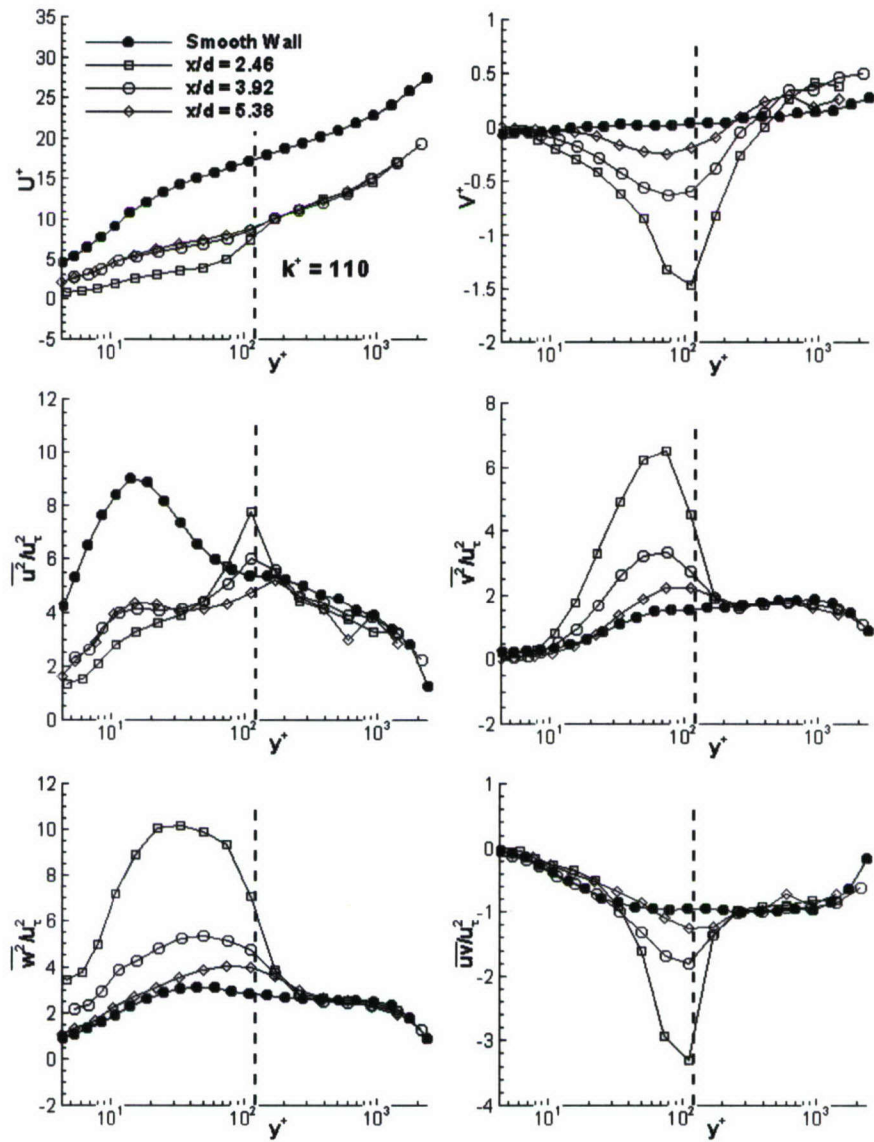 35
30
25
20
15
10
5
0
-5
U⁺
Smooth Wall
x/d = 2.46
x/d = 3.92
x/d = 5.38
k⁺ = 110
10¹ 10² 10³
y⁺
1
0.5
0
-0.5
-1
-1.5
-2
V⁺
10¹ 10² 10³
y⁺
12
10
8
6
4
2
0
u²/u²τ
10¹ 10² 10³
y⁺
8
6
4
2
0
-2
v²/u²τ
10¹ 10² 10³
y⁺
12
10
8
6
4
2
0
-2
w²/u²τ
10¹ 10² 10³
y⁺
1
0
-1
-2
-3
-4
uv/u²τ
10¹ 10² 10³
y⁺